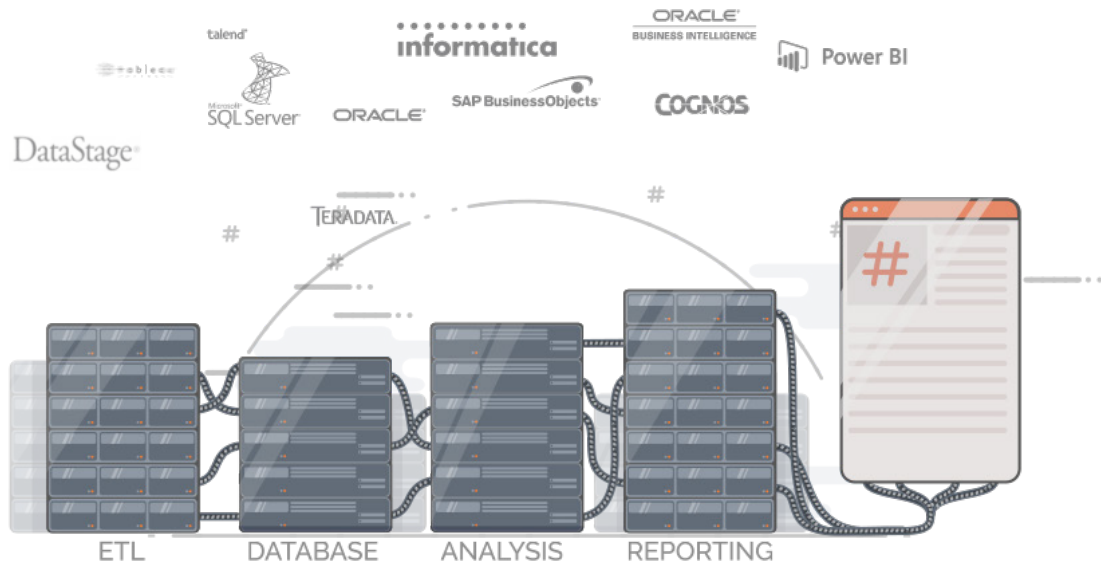 talend
ORACLE
BUSINESS INTELLIGENCE
informatica
Power BI
+ableau
SAP BusinessObjects
COGNOS
Microsoft
SQL Server
ORACLE
DataStage
TERADATA
#
#
#
#
#
ETL
DATABASE
ANALYSIS
REPORTING